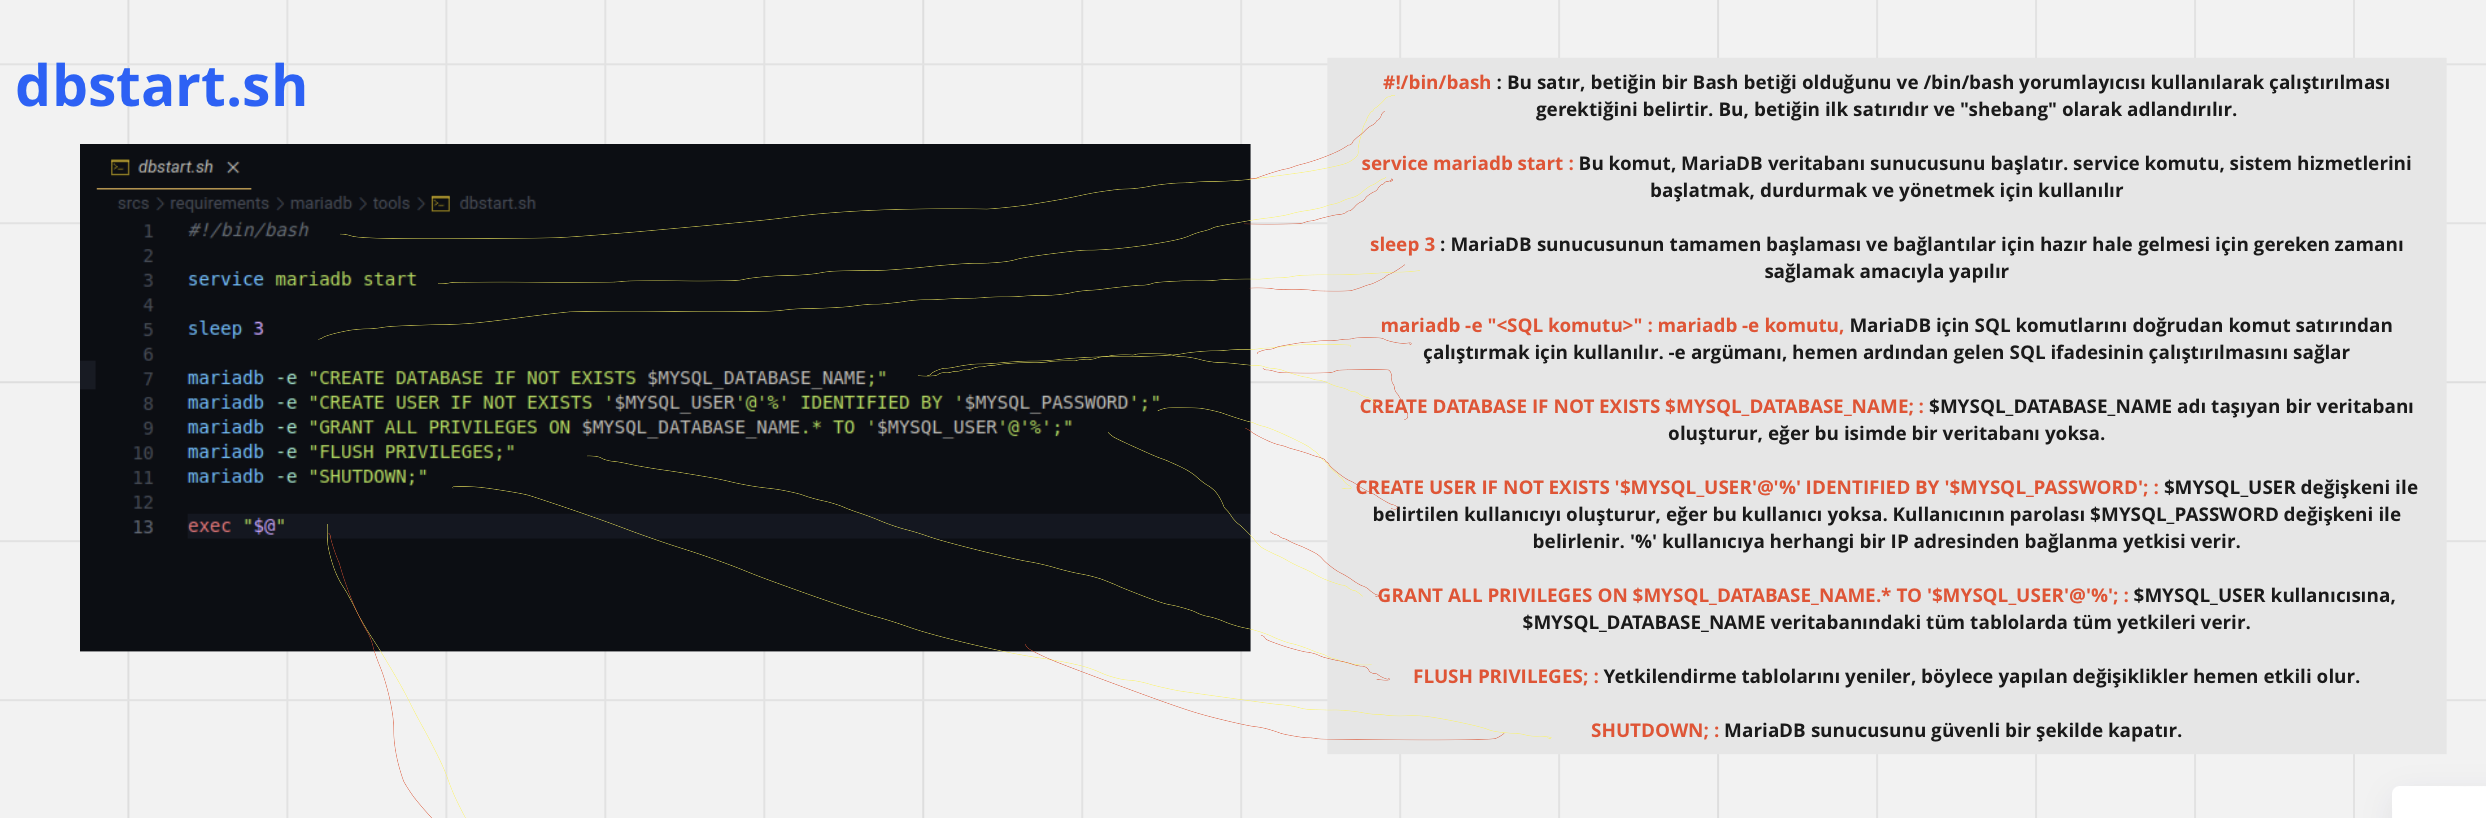 dbstart.sh
dbstart.sh
srcs > requirements > mariadb > tools > dbstart.sh
1 #!/bin/bash
2
3 service mariadb start
4
5 sleep 3
6
7 mariadb -e "CREATE DATABASE IF NOT EXISTS $MYSQL_DATABASE_NAME;"
8 mariadb -e "CREATE USER IF NOT EXISTS '$MYSQL_USER'@'%' IDENTIFIED BY '$MYSQL_PASSWORD';"
9 mariadb -e "GRANT ALL PRIVILEGES ON $MYSQL_DATABASE_NAME.* TO '$MYSQL_USER'@'%';"
10 mariadb -e "FLUSH PRIVILEGES;"
11 mariadb -e "SHUTDOWN;"
12
13 exec "$@"
#!/bin/bash : Bu satır, betiğin bir Bash betiği olduğunu ve /bin/bash yorumlayıcısı kullanılarak çalıştırılması
gerektiğini belirtir. Bu, betiğin ilk satırıdır ve "shebang" olarak adlandırılır.
service mariadb start : Bu komut, MariaDB veritabanı sunucusunu başlatır. service komutu, sistem hizmetlerini
başlatmak, durdurmak ve yönetmek için kullanılır
sleep 3 : MariaDB sunucusunun tamamen başlaması ve bağlantılar için hazır hale gelmesi için gereken zamanı
sağlamak amacıyla yapılır
mariadb -e "<SQL komutu>" : mariadb -e komutu, MariaDB için SQL komutlarını doğrudan komut satırından
çalıştırmak için kullanılır. -e argümanı, hemen ardından gelen SQL ifadesinin çalıştırılmasını sağlar
CREATE DATABASE IF NOT EXISTS $MYSQL_DATABASE_NAME; : $MYSQL_DATABASE_NAME adı taşıyan bir veritabanı
oluşturur, eğer bu isimde bir veritabanı yoksa.
CREATE USER IF NOT EXISTS '$MYSQL_USER'@'%' IDENTIFIED BY '$MYSQL_PASSWORD'; : $MYSQL_USER değişkeni ile
belirtilen kullanıcıyı oluşturur, eğer bu kullanıcı yoksa. Kullanıcının parolası $MYSQL_PASSWORD değişkeni ile
belirlenir. '%' kullanıcıya herhangi bir IP adresinden bağlanma yetkisi verir.
GRANT ALL PRIVILEGES ON $MYSQL_DATABASE_NAME.* TO '$MYSQL_USER'@'%'; : $MYSQL_USER kullanıcısına,
$MYSQL_DATABASE_NAME veritabanındaki tüm tablolarda tüm yetkileri verir.
FLUSH PRIVILEGES; : Yetkilendirme tablolarını yeniler, böylece yapılan değişiklikler hemen etkili olur.
SHUTDOWN; : MariaDB sunucusunu güvenli bir şekilde kapatır.